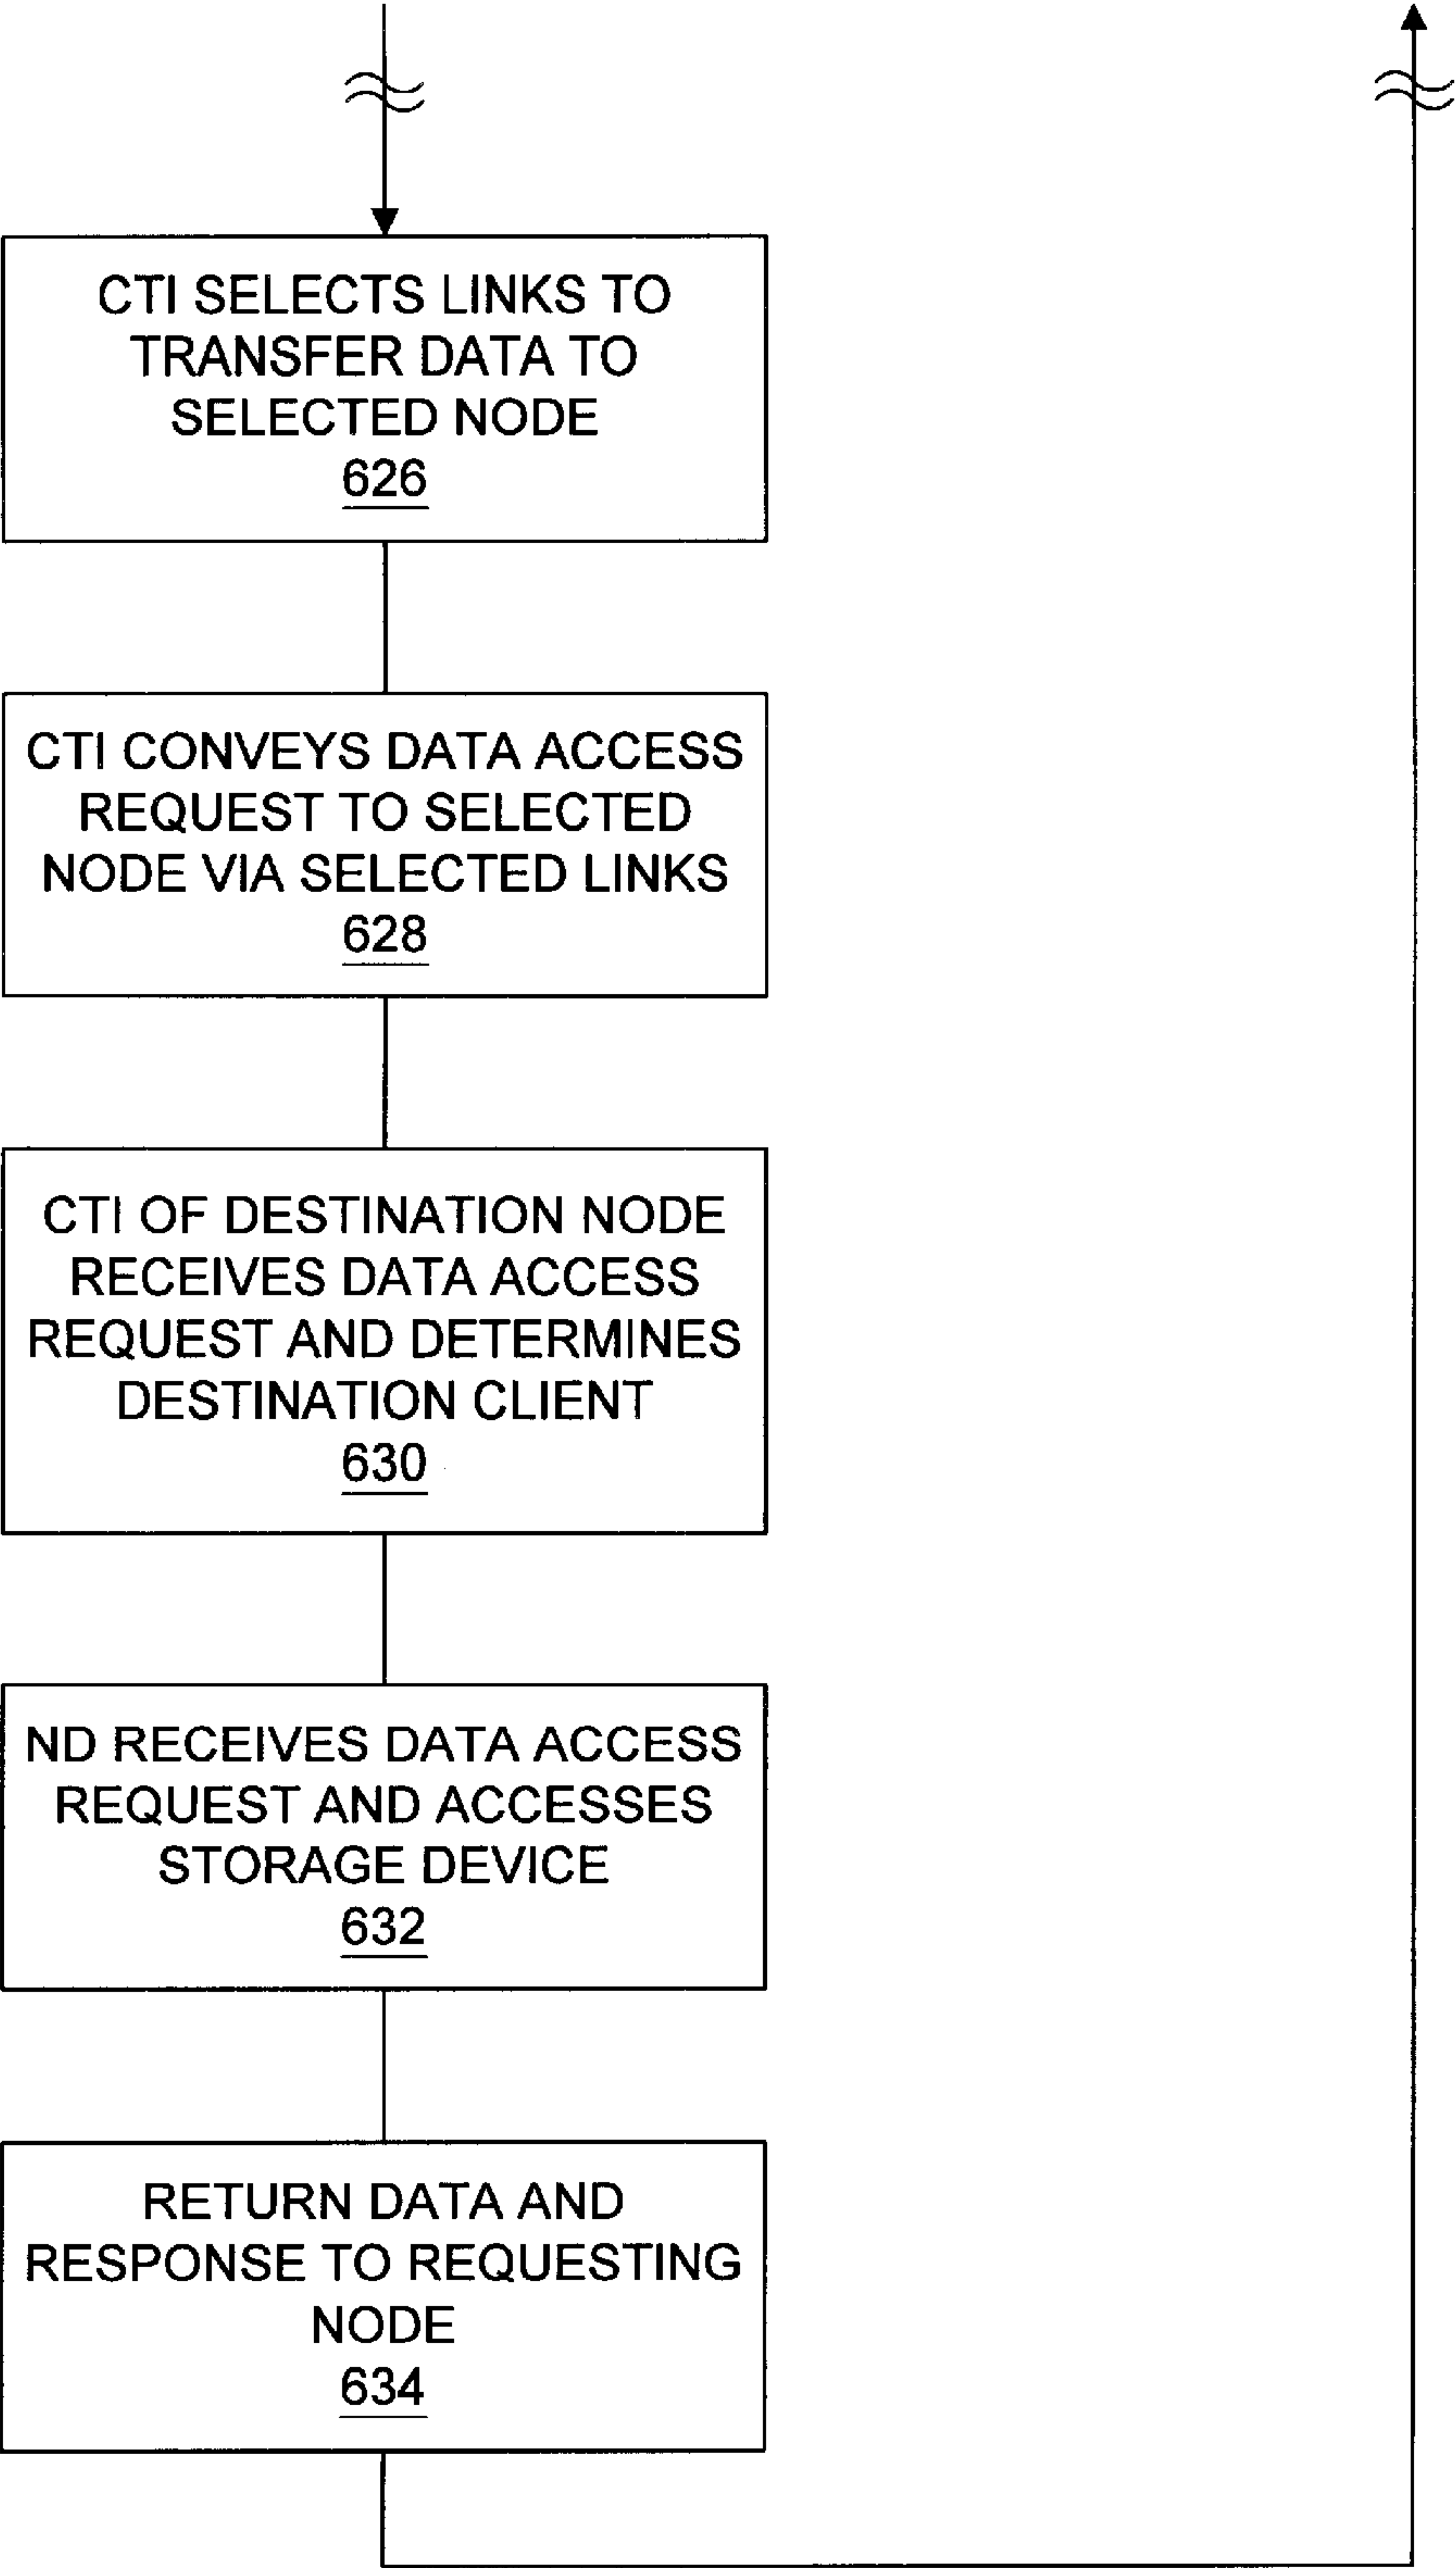 CTI SELECTS LINKS TO
TRANSFER DATA TO
SELECTED NODE
626
CTI CONVEYS DATA ACCESS
REQUEST TO SELECTED
NODE VIA SELECTED LINKS
628
CTI OF DESTINATION NODE
RECEIVES DATA ACCESS
REQUEST AND DETERMINES
DESTINATION CLIENT
630
ND RECEIVES DATA ACCESS
REQUEST AND ACCESSES
STORAGE DEVICE
632
RETURN DATA AND
RESPONSE TO REQUESTING
NODE
634